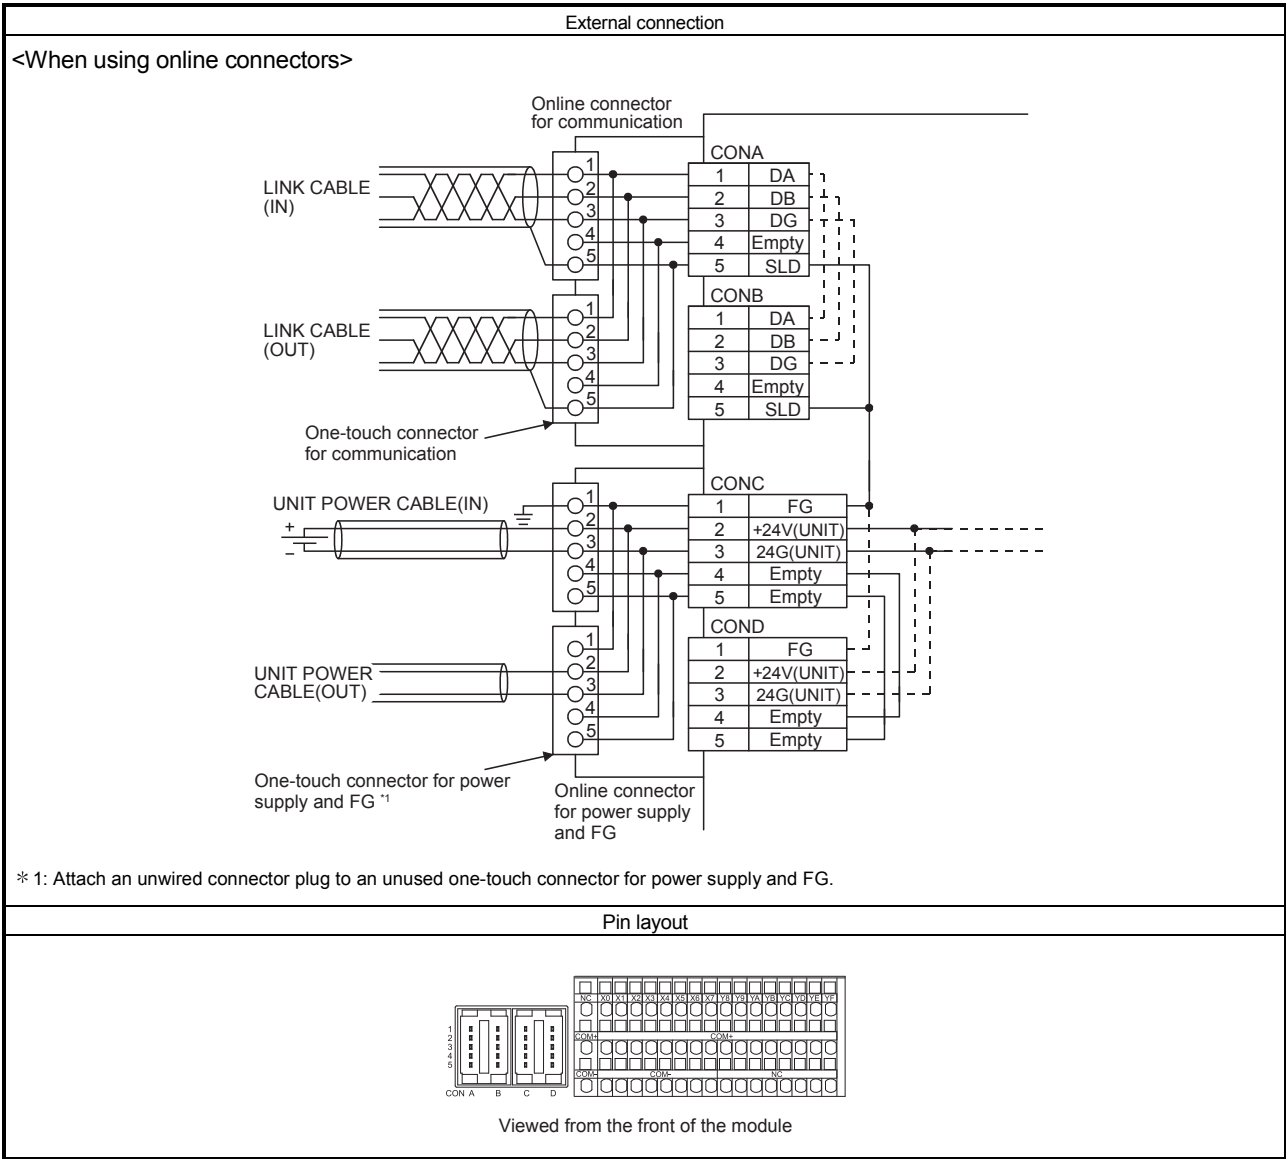 External connection
<When using online connectors>
Online connector
for communication
LINK CABLE
(IN)
1
2
3
4
5
CONA
1 DA
2 DB
3 DG
4 Empty
5 SLD
LINK CABLE
(OUT)
1
2
3
4
5
CONB
1 DA
2 DB
3 DG
4 Empty
5 SLD
One-touch connector
for communication
UNIT POWER CABLE(IN)
+
−
1
2
3
4
5
CONC
1 FG
2 +24V(UNIT)
3 24G(UNIT)
4 Empty
5 Empty
UNIT POWER
CABLE(OUT)
1
2
3
4
5
COND
1 FG
2 +24V(UNIT)
3 24G(UNIT)
4 Empty
5 Empty
One-touch connector for power
supply and FG *1
Online connector
for power supply
and FG
＊1: Attach an unwired connector plug to an unused one-touch connector for power supply and FG.
Pin layout
NC X0 X1 X2 X3 X4 X5 X6 X7 Y8 Y9 YA YB YC YD YE YF
1
2
3
4
5
COM+ COM+
COM- COM- NC
CON A B C D
Viewed from the front of the module